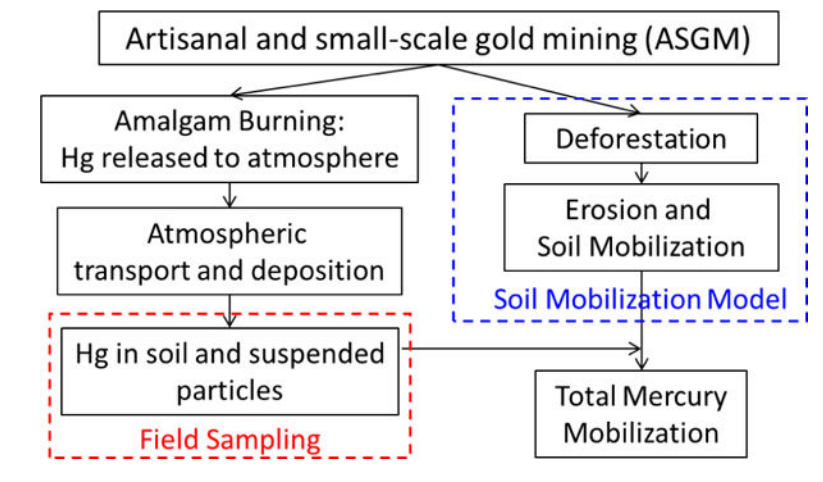 Artisanal and small-scale gold mining (ASGM)
Amalgam Burning:
Hg released to atmosphere
Atmospheric
transport and deposition
Hg in soil and suspended
particles
Field Sampling
Deforestation
Erosion and
Soil Mobilization
Soil Mobilization Model
Total Mercury
Mobilization